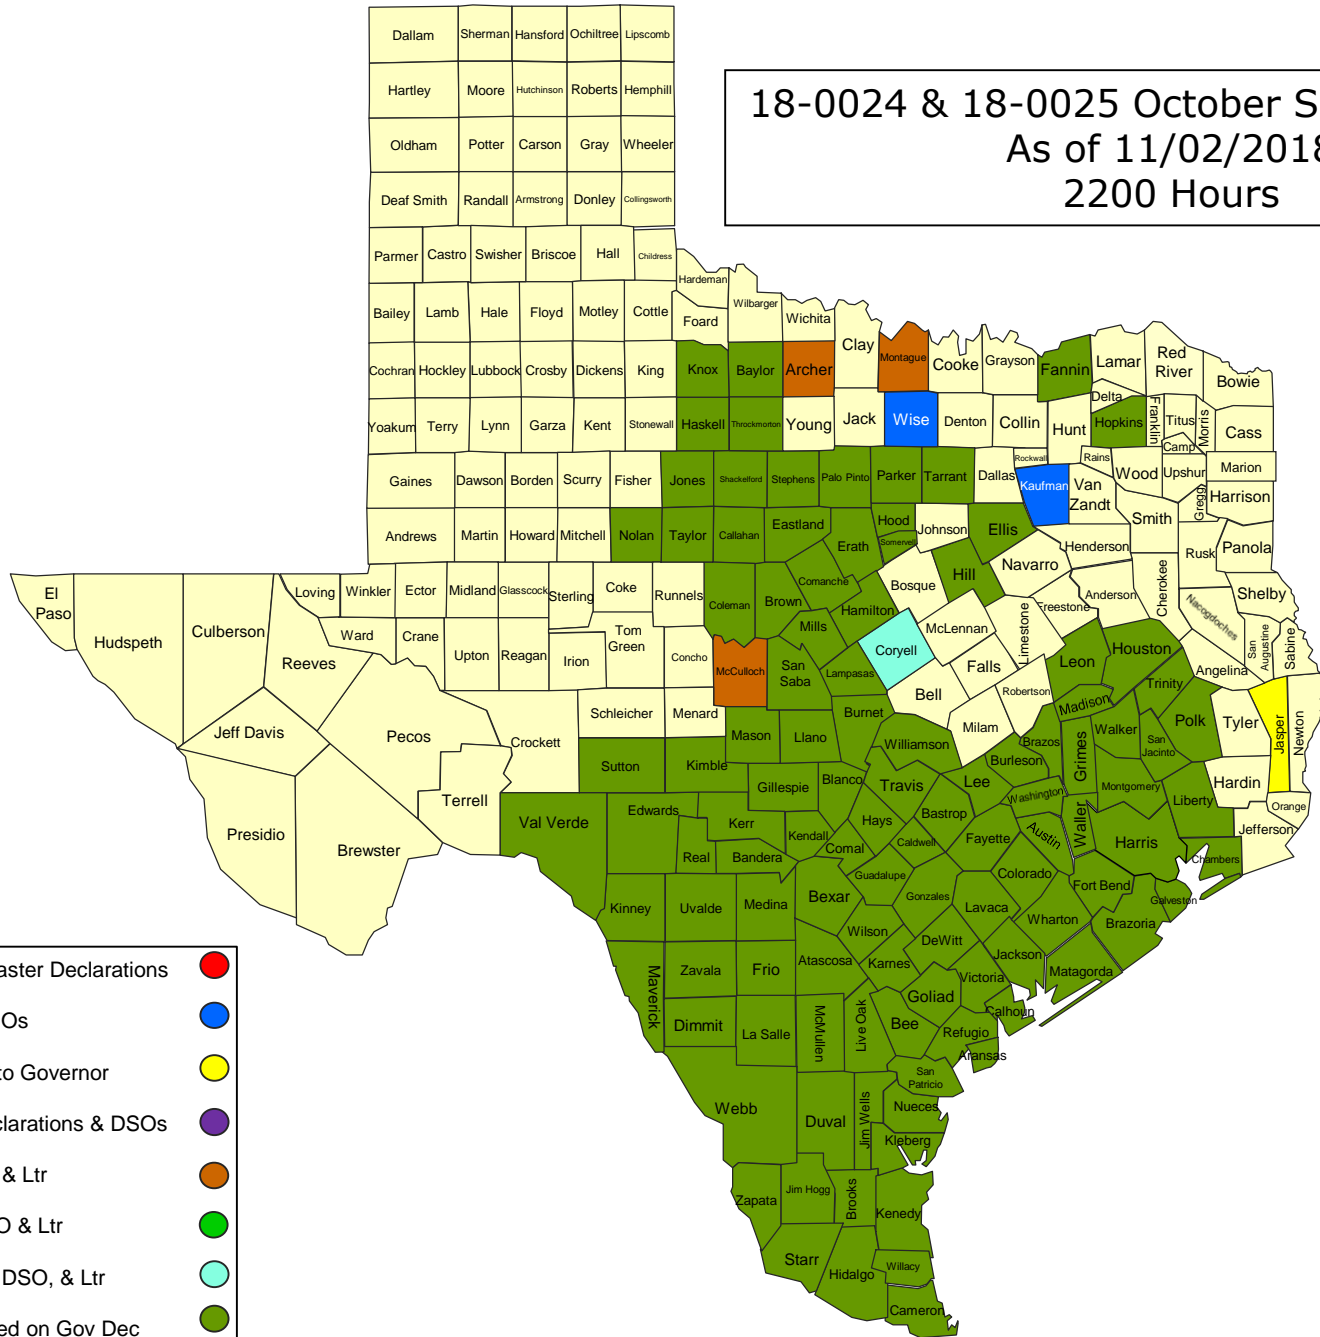 18-0024 & 18-0025 October S
As of 11/02/2018
2200 Hours
Dallam Sherman Hansford Ochiltree Lipscomb
Hartley Moore Hutchinson Roberts Hemphill
Oldham Potter Carson Gray Wheeler
Deaf Smith Randall Armstrong Donley Collingsworth
Parmer Castro Swisher Briscoe Hall Childress
Hardeman
Bailey Lamb Hale Floyd Motley Cottle Foard Wilbarger Wichita Clay
Cochran Hockley Lubbock Crosby Dickens King Knox Baylor Archer Montague Cooke Grayson Fannin Lamar Red
River Bowie
Delta
Yoakum Terry Lynn Garza Kent Stonewall Haskell Throckmorton Young Jack Wise Denton Collin Hunt Hopkins Franklin Titus Morris Cass
Camp
Gaines Dawson Borden Scurry Fisher Jones Shackelford Stephens Palo Pinto Parker Tarrant Dallas Rockwall Kaufman Rains Van
Zandt Wood Upshur Gregg Marion
Harrison
Andrews Martin Howard Mitchell Nolan Taylor Callahan Eastland Erath Hood Somervell Johnson Ellis Henderson Smith Rusk Panola
El
Paso Hudspeth Culberson Reeves Loving Winkler Ector Midland Glasscock Sterling Coke Runnels Coleman Brown Comanche Hamilton Bosque Hill Navarro Freestone Anderson Cherokee Nacogdoches Shelby
Ward Crane Upton Reagan Irion Tom
Green Concho McCulloch San
Saba Mills Lampasas Coryell McLennan Falls Limestone Leon Houston Angelina San
Augustine Sabine
Jeff Davis Pecos Crockett Schleicher Menard Mason Llano Burnet Bell Milam Robertson Madison Trinity Polk Tyler Jasper Newton
Presidio Brewster Terrell Sutton Kimble Gillespie Blanco Williamson Travis Lee Burleson Brazos Grimes Walker San
Jacinto Hardin
Val Verde Edwards Kerr Kendall Hays Bastrop Washington Waller Montgomery Liberty Orange
Real Bandera Comal Caldwell Fayette Austin Harris Jefferson
Chambers
Kinney Uvalde Medina Bexar Guadalupe Gonzales Lavaca Colorado Fort Bend Galveston
Wilson Wharton Brazoria
Maverick Zavala Frio Atascosa Karnes DeWitt Jackson Matagorda
Dimmit La Salle McMullen Live Oak Bee Goliad Victoria Calhoun
Refugio
Aransas
San
Patricio
Webb Duval Jim Wells Nueces
Kleberg
Zapata Jim Hogg Brooks Kenedy
Starr Hidalgo Willacy
Cameron
aster Declarations
Os
to Governor
clarations & DSOs
& Ltr
O & Ltr
DSO, & Ltr
ed on Gov Dec